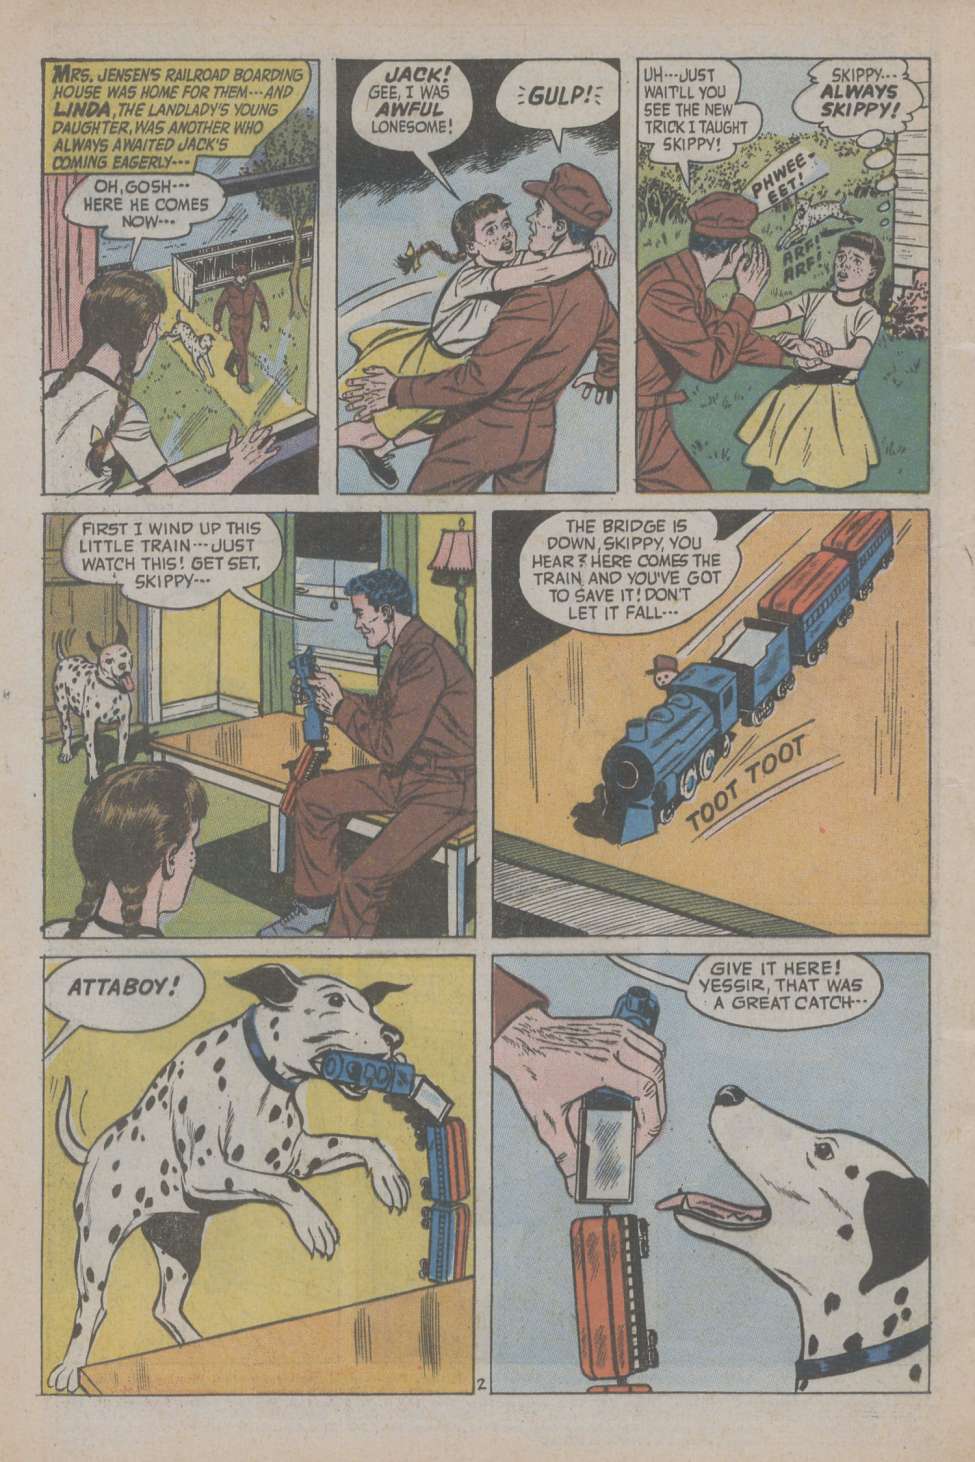 MRS. JENSEN'S RAILROAD BOARDING
HOUSE WAS HOME FOR THEM---AND
LINDA, THE LANDLADY'S YOUNG
DAUGHTER, WAS ANOTHER WHO
ALWAYS AWAITED JACK'S
COMING EAGERLY---
OH, GOSH---
HERE HE COMES
NOW---
JACK!
GEE, I WAS
AWFUL
LONESOME!
GULP!
UH---JUST
WAIT'LL YOU
SEE THE NEW
TRICK I TAUGHT
SKIPPY!
SKIPPY---
ALWAYS
SKIPPY!
PHWEE-
EET!
ARF!
ARF!
ARF!
FIRST I WIND UP THIS
LITTLE TRAIN---JUST
WATCH THIS! GET SET,
SKIPPY---
THE BRIDGE IS
DOWN, SKIPPY, YOU
HEAR? HERE COMES THE
TRAIN, AND YOU'VE GOT
TO SAVE IT! DON'T
LET IT FALL---
TOOT TOOT
ATTABOY!
GIVE IT HERE!
YESSIR, THAT WAS
A GREAT CATCH---
2